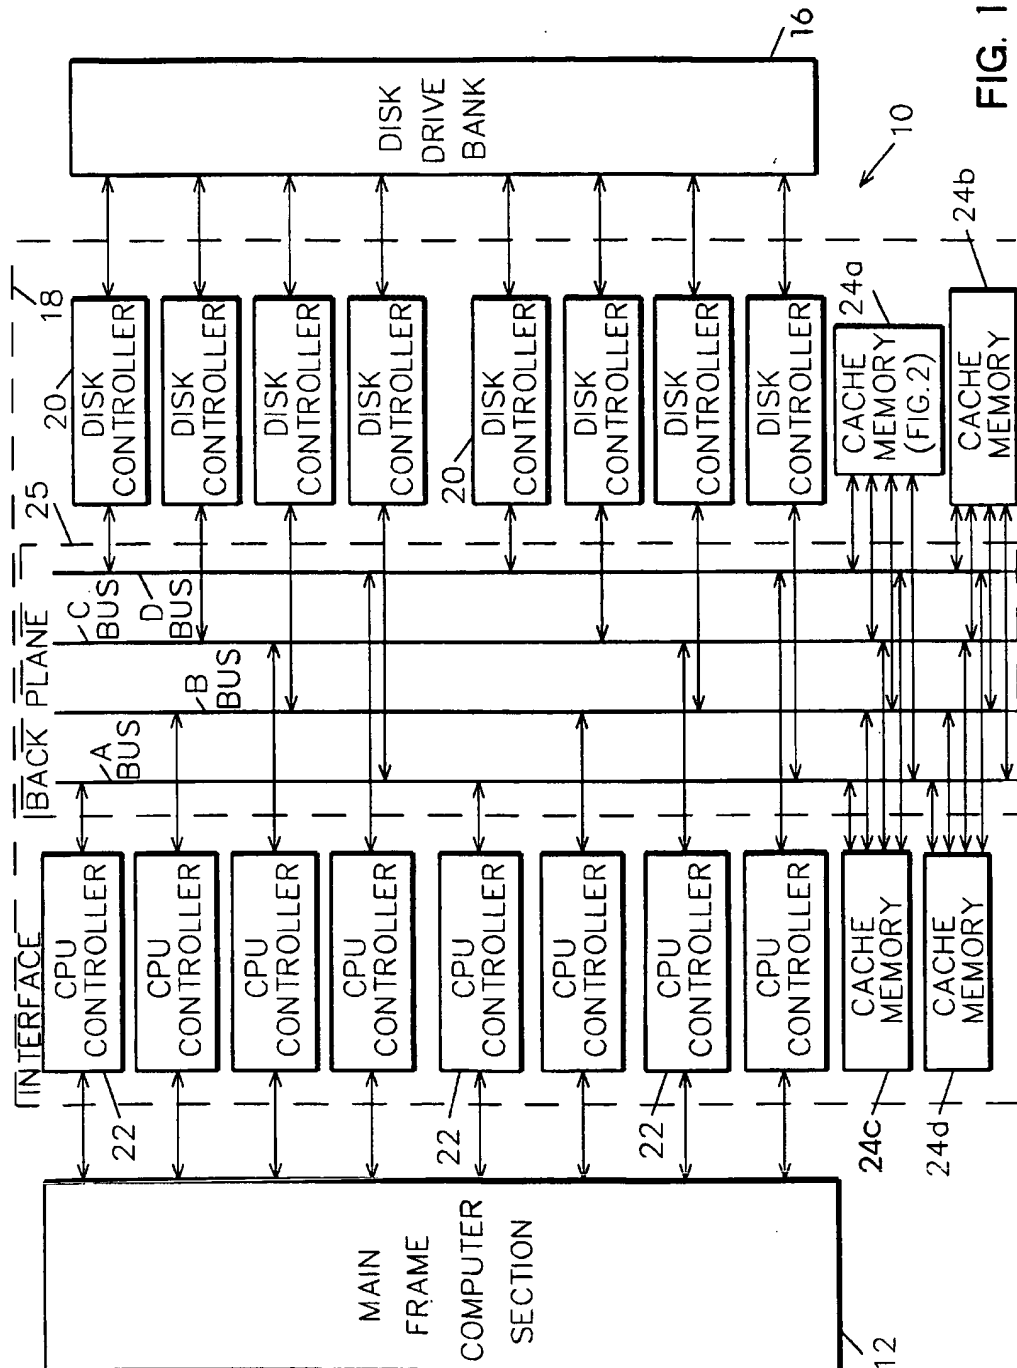 INTERFACE
BACK PLANE
25
18
16
22
CPU
CONTROLLER
CPU
CONTROLLER
CPU
CONTROLLER
CPU
CONTROLLER
22
CPU
CONTROLLER
CPU
CONTROLLER
22
CPU
CONTROLLER
CPU
CONTROLLER
24c
CACHE
MEMORY
24d
CACHE
MEMORY
A
BUS
B
BUS
C
BUS
D
BUS
20
DISK
CONTROLLER
DISK
CONTROLLER
DISK
CONTROLLER
DISK
CONTROLLER
20
DISK
CONTROLLER
DISK
CONTROLLER
DISK
CONTROLLER
DISK
CONTROLLER
CACHE
MEMORY
(FIG.2)
24a
CACHE
MEMORY
24b
DISK
DRIVE
BANK
MAIN
FRAME
COMPUTER
SECTION
12
10
FIG. 1